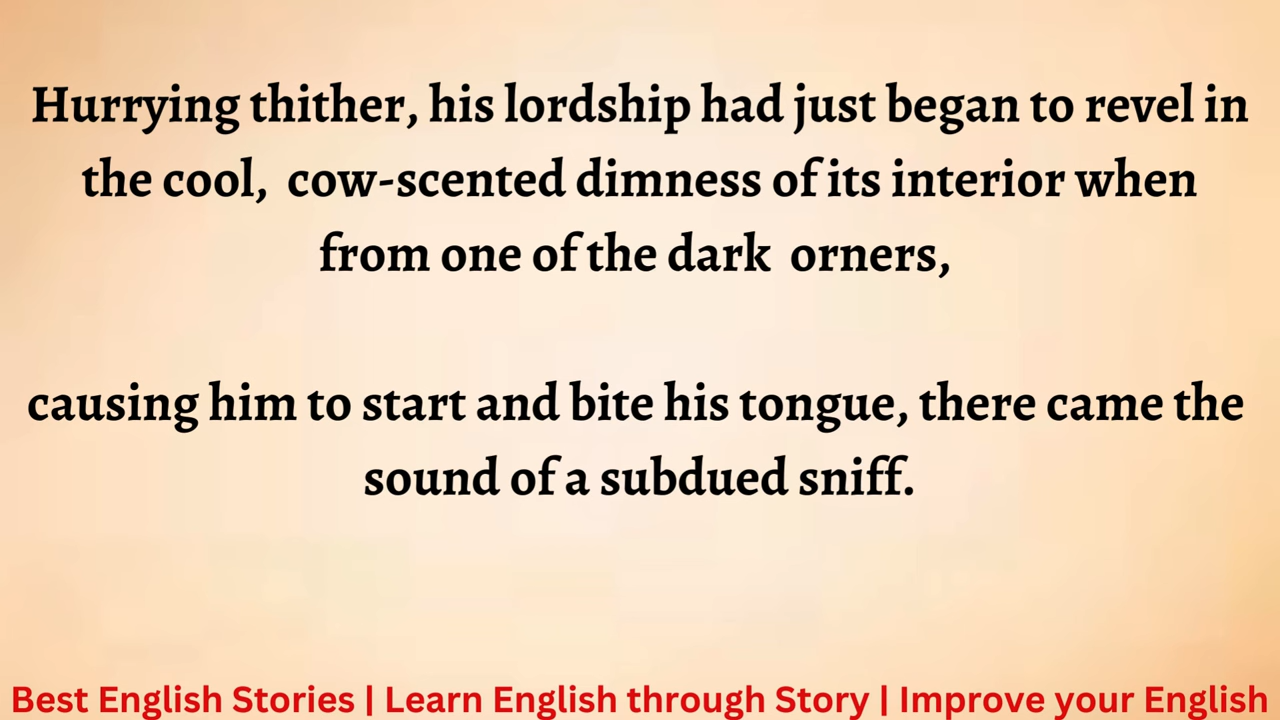 Hurrying thither, his lordship had just began to revel in
the cool,  cow-scented dimness of its interior when
from one of the dark  orners,
causing him to start and bite his tongue, there came the
sound of a subdued sniff.
Best English Stories | Learn English through Story | Improve your English